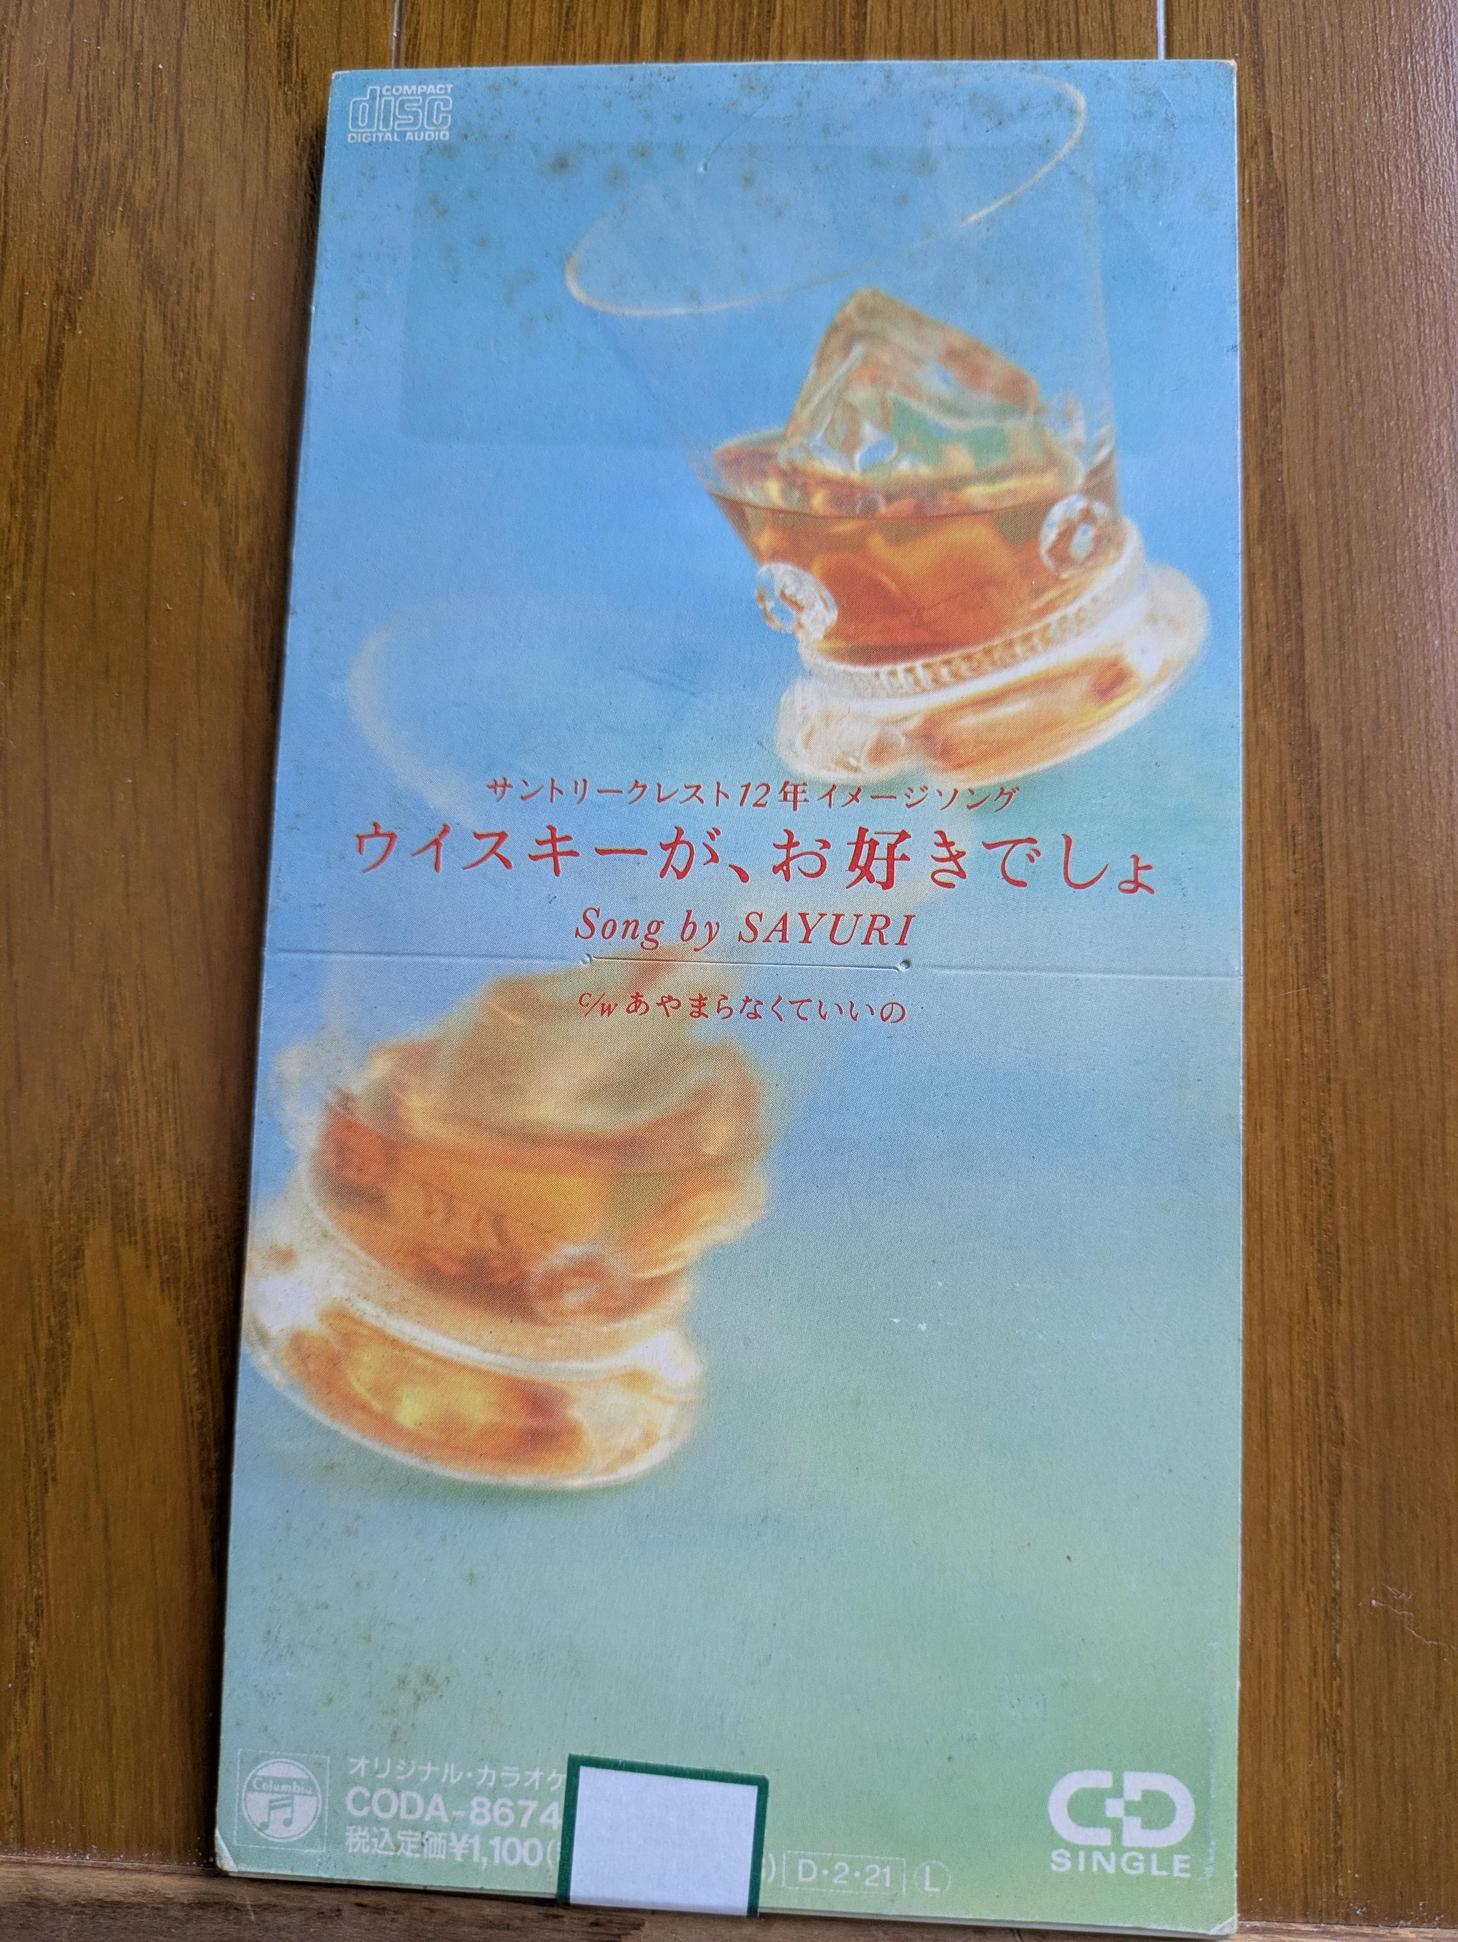 COMPACT
disc
DIGITAL AUDIO
サントリークレスト12年イメージソング
ウイスキーが、お好きでしょ
Song by SAYURI
c/w あやまらなくていいの
Columbia
オリジナル・カラオケ
CODA-8674
税込定価¥1,100(
) D・2・21 L
CD
SINGLE